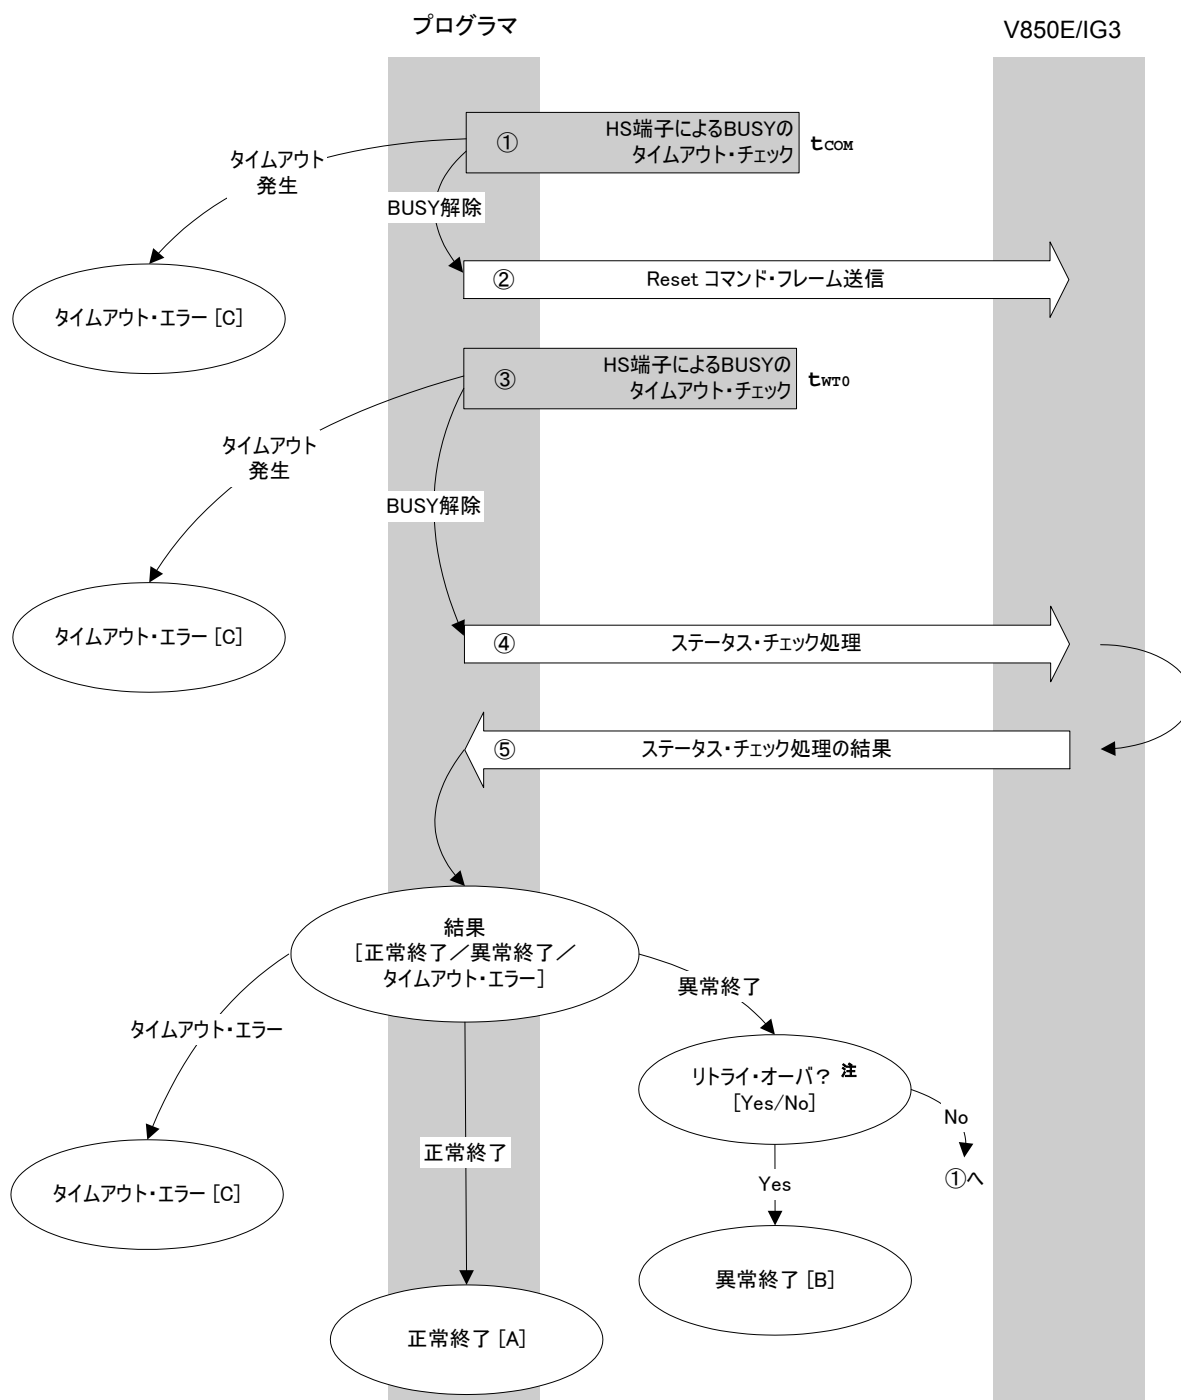 プログラマ
V850E/IG3
① HS端子によるBUSYの
タイムアウト・チェック
tCOM
タイムアウト
発生
BUSY解除
② Reset コマンド・フレーム送信
タイムアウト・エラー [C]
③ HS端子によるBUSYの
タイムアウト・チェック
tWT0
タイムアウト
発生
BUSY解除
タイムアウト・エラー [C]
④ ステータス・チェック処理
⑤ ステータス・チェック処理の結果
結果
[正常終了／異常終了／
タイムアウト・エラー]
異常終了
タイムアウト・エラー
リトライ・オーバ？ 注
[Yes/No]
No
①へ
正常終了
Yes
タイムアウト・エラー [C]
異常終了 [B]
正常終了 [A]